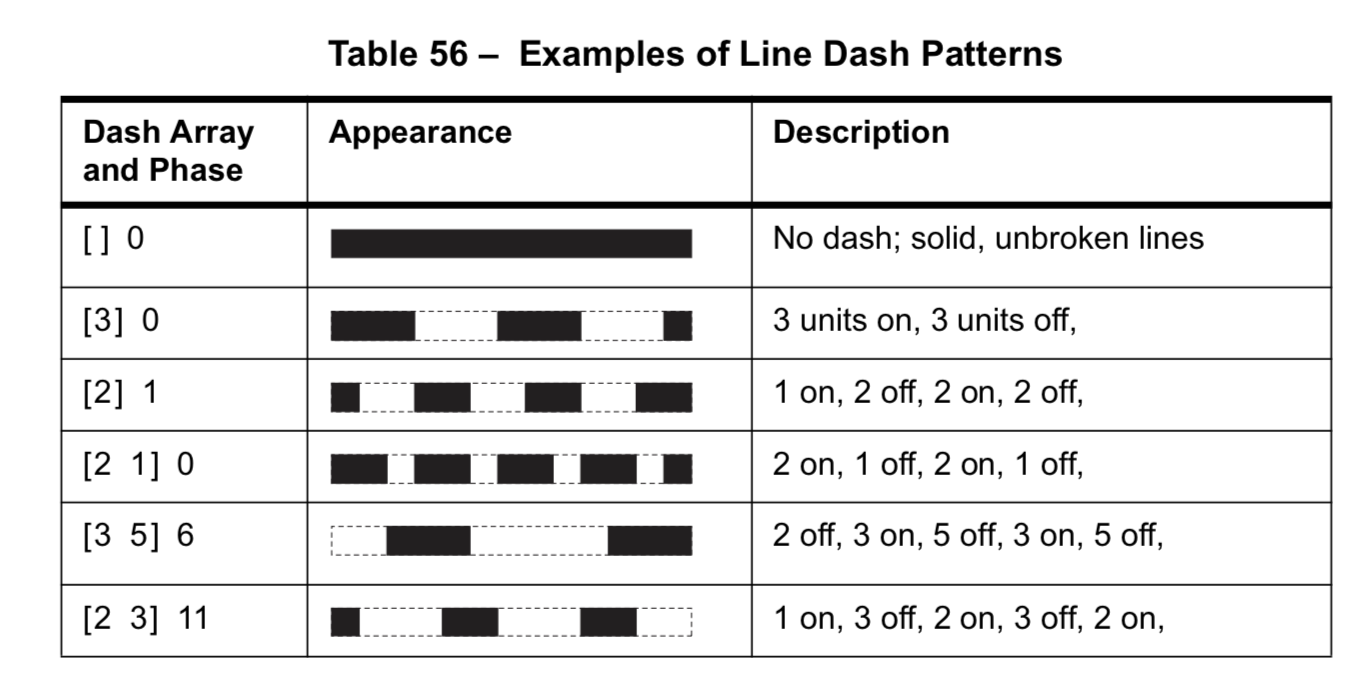 Table 56 – Examples of Line Dash Patterns
Dash Array
and Phase
Appearance
Description
[ ] 0
No dash; solid, unbroken lines
[3] 0
3 units on, 3 units off,
[2] 1
1 on, 2 off, 2 on, 2 off,
[2 1] 0
2 on, 1 off, 2 on, 1 off,
[3 5] 6
2 off, 3 on, 5 off, 3 on, 5 off,
[2 3] 11
1 on, 3 off, 2 on, 3 off, 2 on,